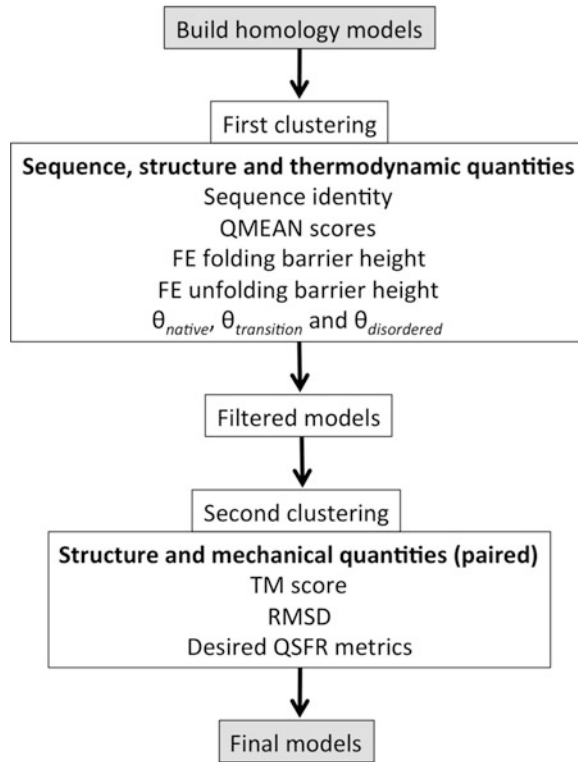 Build homology models
First clustering
Sequence, structure and thermodynamic quantities
Sequence identity
QMEAN scores
FE folding barrier height
FE unfolding barrier height
θnative, θtransition and θdisordered
Filtered models
Second clustering
Structure and mechanical quantities (paired)
TM score
RMSD
Desired QSFR metrics
Final models